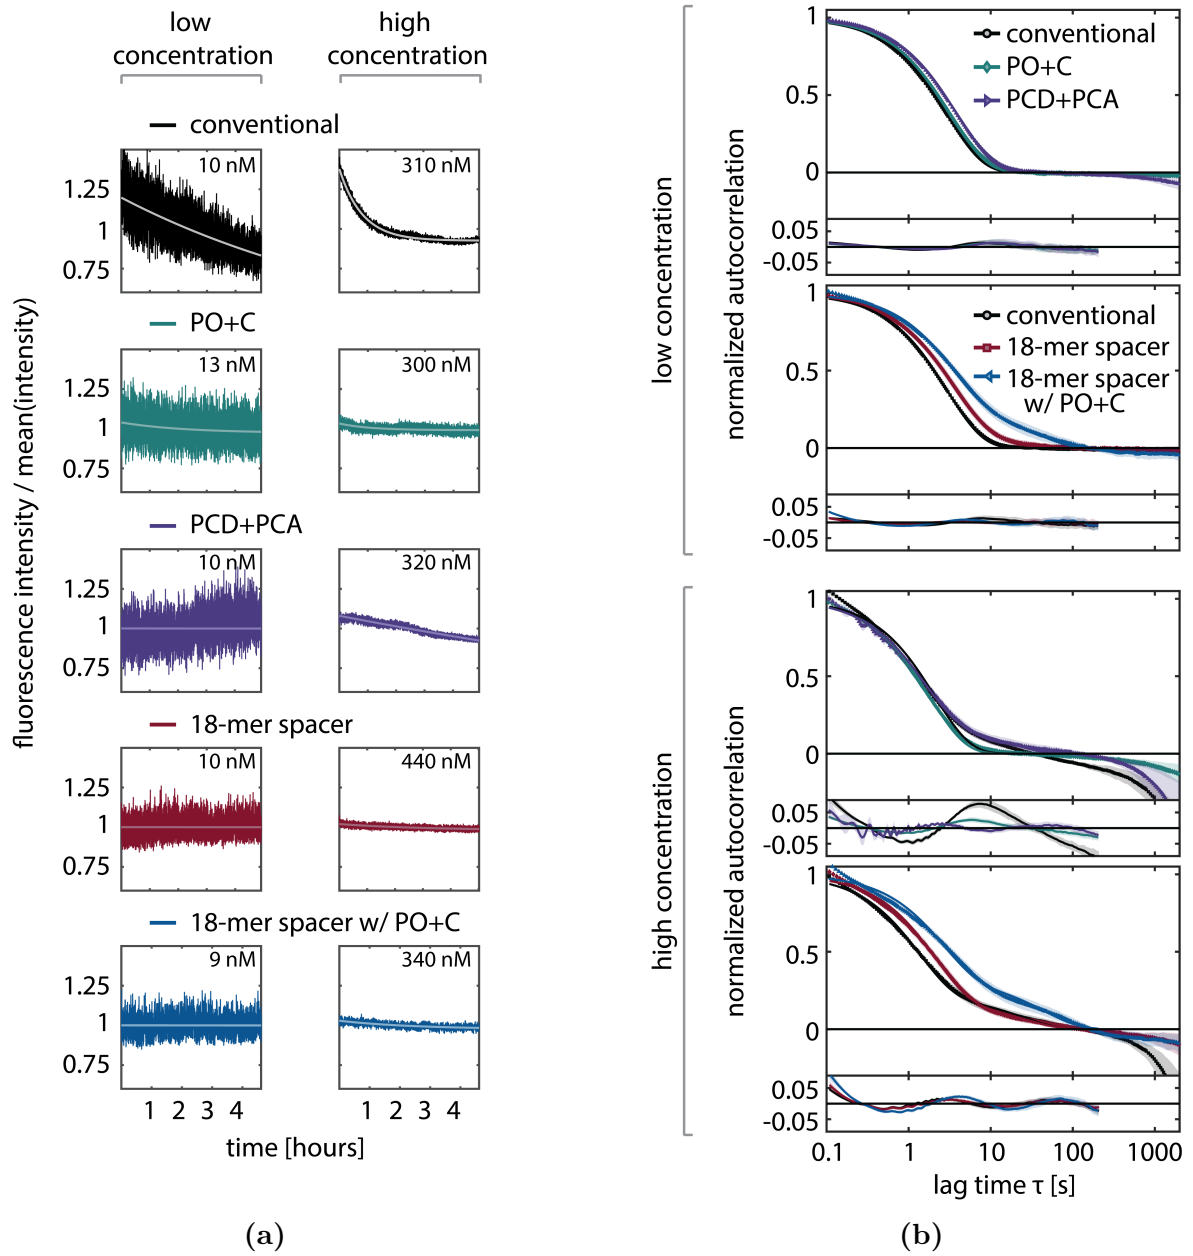 low
concentration
high
concentration
conventional
10 nM
310 nM
1.25
1
0.75
PO+C
13 nM
300 nM
1.25
1
0.75
PCD+PCA
10 nM
320 nM
1.25
1
0.75
18-mer spacer
10 nM
440 nM
1.25
1
0.75
18-mer spacer w/ PO+C
9 nM
340 nM
1.25
1
0.75
1 2 3 4
1 2 3 4
time [hours]
fluorescence intensity / mean(intensity)
(a)
low concentration
normalized autocorrelation
1
0.5
0
conventional
PO+C
PCD+PCA
0.05
-0.05
1
0.5
0
conventional
18-mer spacer
18-mer spacer
w/ PO+C
0.05
-0.05
high concentration
normalized autocorrelation
1
0.5
0
0.05
-0.05
1
0.5
0
0.05
-0.05
0.1 1 10 100 1000
lag time τ [s]
(b)